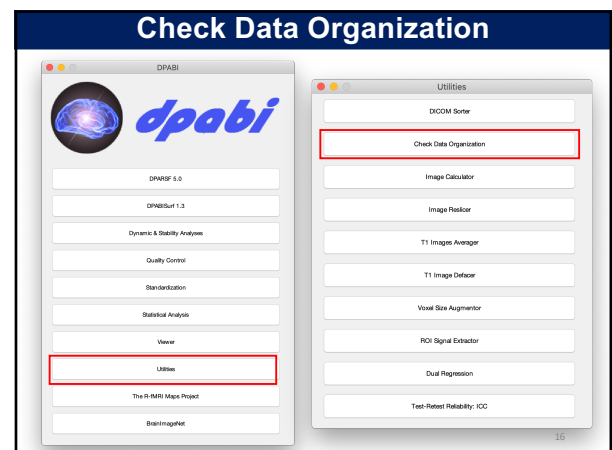 Check Data Organization
DPABI
dpabi
DPARSF 5.0
DPABISurf 1.3
Dynamic & Stability Analyses
Quality Control
Standardization
Statistical Analysis
Viewer
Utilities
The R-fMRI Maps Project
BrainImageNet
Utilities
DICOM Sorter
Check Data Organization
Image Calculator
Image Reslicer
T1 Images Averager
T1 Image Defacer
Voxel Size Augmentor
ROI Signal Extractor
Dual Regression
Test-Retest Reliability: ICC
16